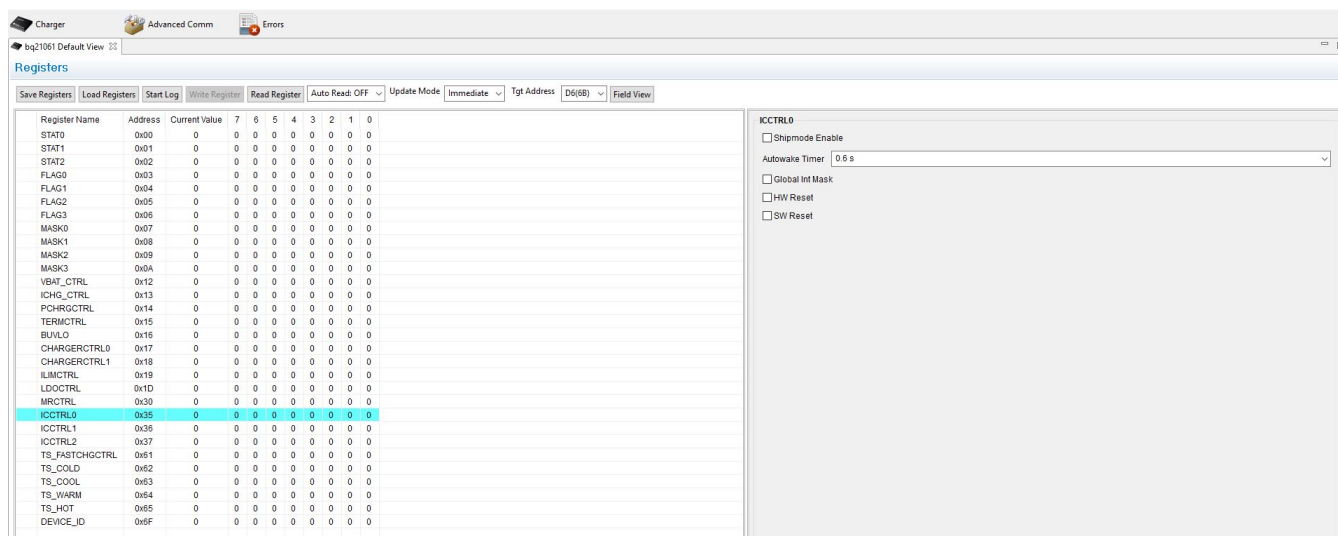 Charger Advanced Comm Errors
bq21061 Default View
Registers
Save Registers Load Registers Start Log Write Register Read Register Auto Read: OFF Update Mode Immediate Tgt Address D6(6B) Field View
Register Name Address Current Value 7 6 5 4 3 2 1 0
STAT0 0x00 0 0 0 0 0 0 0 0 0
STAT1 0x01 0 0 0 0 0 0 0 0 0
STAT2 0x02 0 0 0 0 0 0 0 0 0
FLAG0 0x03 0 0 0 0 0 0 0 0 0
FLAG1 0x04 0 0 0 0 0 0 0 0 0
FLAG2 0x05 0 0 0 0 0 0 0 0 0
FLAG3 0x06 0 0 0 0 0 0 0 0 0
MASK0 0x07 0 0 0 0 0 0 0 0 0
MASK1 0x08 0 0 0 0 0 0 0 0 0
MASK2 0x09 0 0 0 0 0 0 0 0 0
MASK3 0x0A 0 0 0 0 0 0 0 0 0
VBAT_CTRL 0x12 0 0 0 0 0 0 0 0 0
ICHG_CTRL 0x13 0 0 0 0 0 0 0 0 0
PCHRGCTRL 0x14 0 0 0 0 0 0 0 0 0
TERMCTRL 0x15 0 0 0 0 0 0 0 0 0
BUVLO 0x16 0 0 0 0 0 0 0 0 0
CHARGERCTRL0 0x17 0 0 0 0 0 0 0 0 0
CHARGERCTRL1 0x18 0 0 0 0 0 0 0 0 0
ILIMCTRL 0x19 0 0 0 0 0 0 0 0 0
LDOCTRL 0x1D 0 0 0 0 0 0 0 0 0
MRCTRL 0x30 0 0 0 0 0 0 0 0 0
ICCTRL0 0x35 0 0 0 0 0 0 0 0 0
ICCTRL1 0x36 0 0 0 0 0 0 0 0 0
ICCTRL2 0x37 0 0 0 0 0 0 0 0 0
TS_FASTCHGCTRL 0x61 0 0 0 0 0 0 0 0 0
TS_COLD 0x62 0 0 0 0 0 0 0 0 0
TS_COOL 0x63 0 0 0 0 0 0 0 0 0
TS_WARM 0x64 0 0 0 0 0 0 0 0 0
TS_HOT 0x65 0 0 0 0 0 0 0 0 0
DEVICE_ID 0x6F 0 0 0 0 0 0 0 0 0
ICCTRL0
Shipmode Enable
Autowake Timer 0.6 s
Global Int Mask
HW Reset
SW Reset